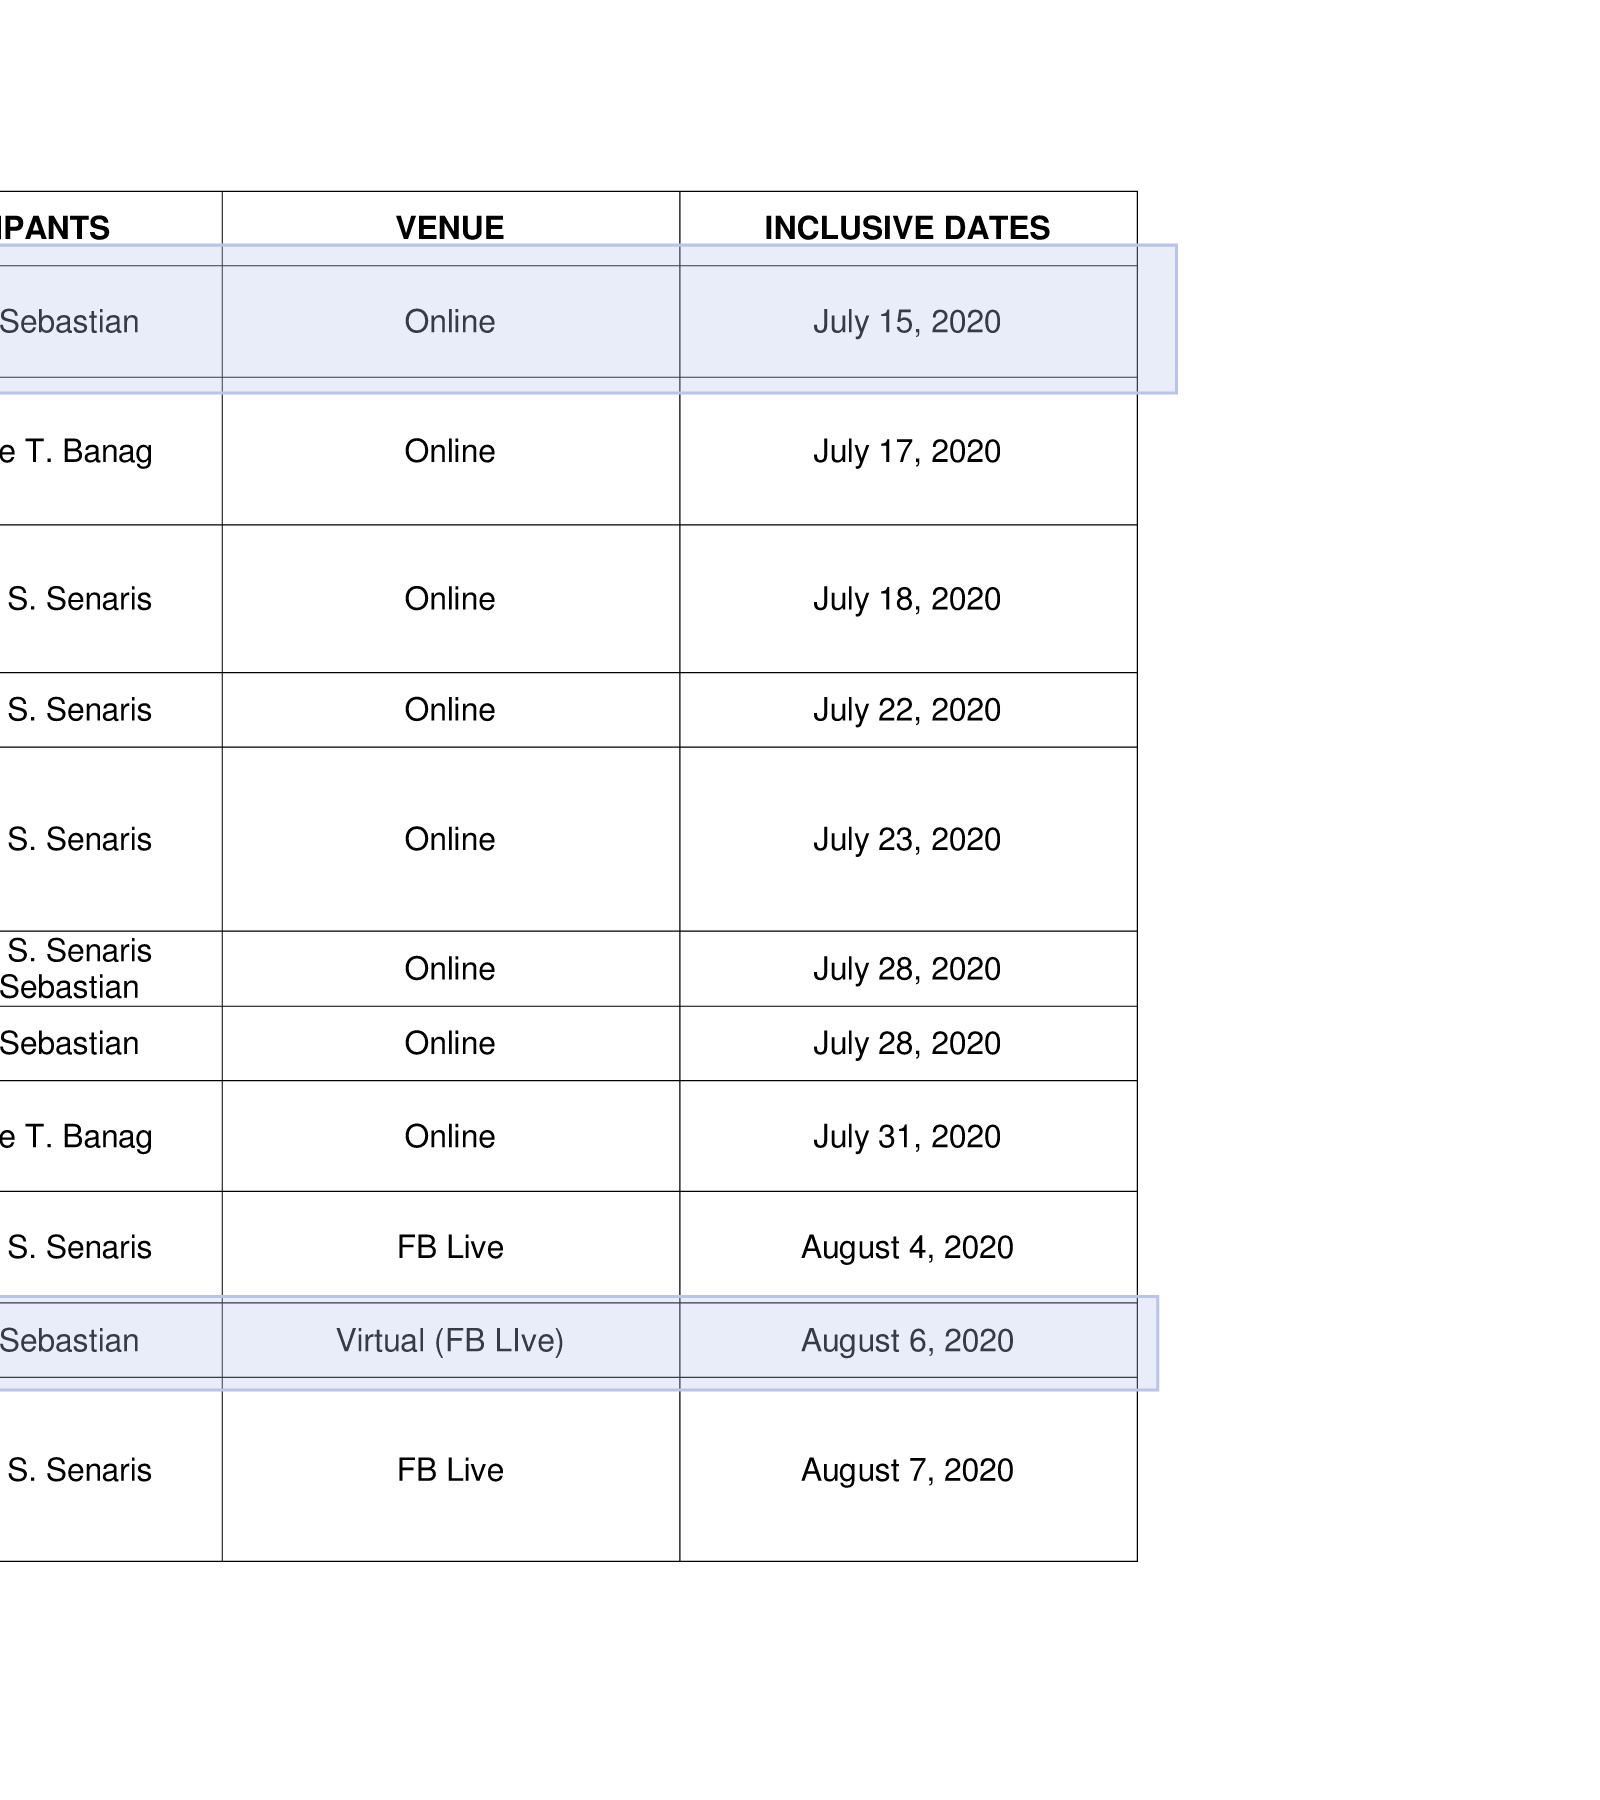 IPANTS VENUE INCLUSIVE DATES
Sebastian Online July 15, 2020
e T. Banag Online July 17, 2020
S. Senaris Online July 18, 2020
S. Senaris Online July 22, 2020
S. Senaris Online July 23, 2020
S. Senaris
Sebastian
Online July 28, 2020
Sebastian Online July 28, 2020
e T. Banag Online July 31, 2020
S. Senaris FB Live August 4, 2020
Sebastian Virtual (FB LIve) August 6, 2020
S. Senaris FB Live August 7, 2020